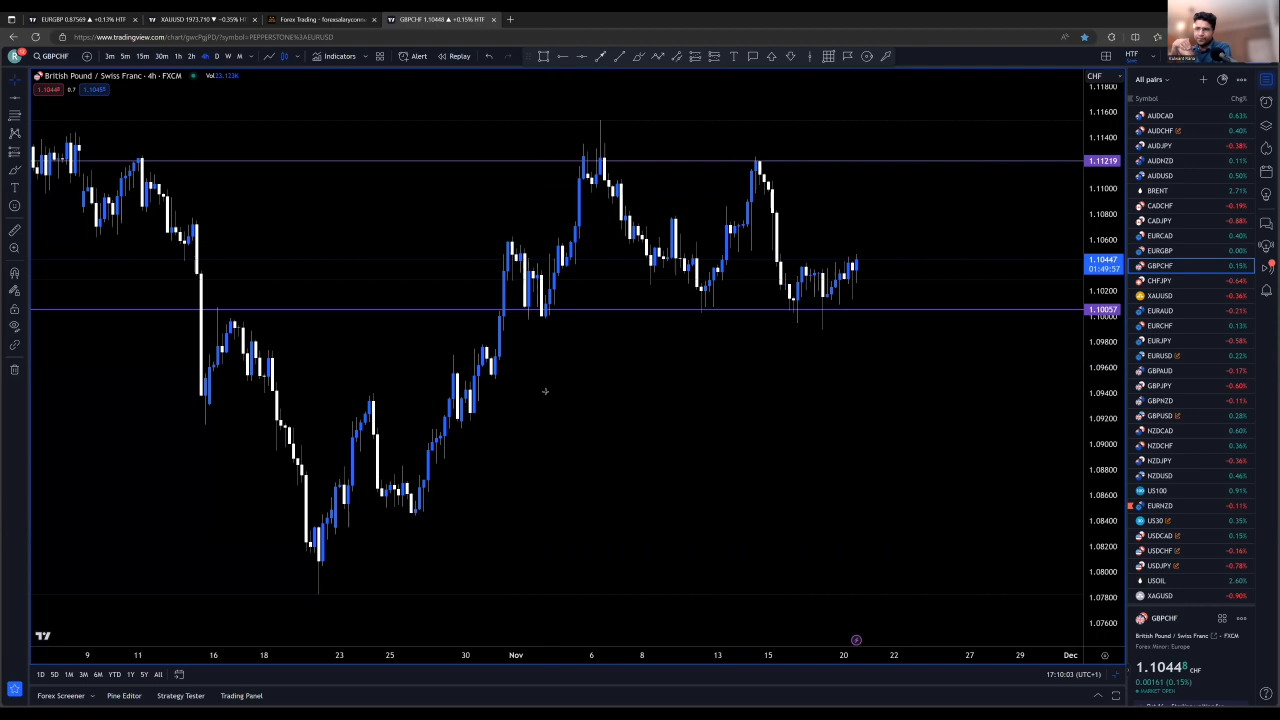 EURGBP 0.87569 ▲ +0.13% HTF
XAUUSD 1973.710 ▼ −0.35% HTF
Forex Trading - forexsalaryconn
GBPCHF 1.10448 ▲ +0.15% HTF
https://www.tradingview.com/chart/gwcPgjPD/?symbol=PEPPERSTONE%3AEURUSD
GBPCHF
3m 5m 15m 30m 1h 2h 4h D W M
Indicators
Alert
Replay
HTF
Save
British Pound / Swiss Franc · 4h · FXCM
Vol 23.123K
0.7
CHF
1.11800
1.11600
1.11400
1.11219
1.11000
1.10800
1.10600
1.10447
01:49:57
1.10200
1.10057
1.10000
1.09800
1.09600
1.09400
1.09200
1.09000
1.08800
1.08600
1.08400
1.08200
1.08000
1.07800
1.07600
9 11 16 18 23 25 Nov 6 8 13 15 20 22 27 29 Dec
1D 5D 1M 3M 6M YTD 1Y 5Y All
17:10:03 (UTC+1)
Forex Screener
Pine Editor
Strategy Tester
Trading Panel
All pairs
Symbol Chg%
AUDCAD 0.63%
AUDCHF 0.40%
AUDJPY −0.38%
AUDNZD 0.11%
AUDUSD 0.50%
BRENT 2.71%
CADCHF −0.19%
CADJPY −0.88%
EURCAD 0.40%
EURGBP 0.00%
GBPCHF 0.15%
CHFJPY −0.64%
XAUUSD −0.36%
EURAUD −0.21%
EURCHF 0.13%
EURJPY −0.58%
EURUSD 0.22%
GBPAUD −0.17%
GBPJPY −0.60%
GBPNZD −0.11%
GBPUSD 0.28%
NZDCAD 0.60%
NZDCHF 0.36%
NZDJPY −0.36%
NZDUSD 0.46%
US100 0.91%
EURNZD −0.11%
US30 0.35%
USDCAD 0.15%
USDCHF −0.16%
USDJPY −0.78%
USOIL 2.60%
XAGUSD −0.90%
GBPCHF
British Pound / Swiss Franc · FXCM
Forex Minor: Europe
1.10448 CHF
0.00161 (0.15%)
MARKET OPEN